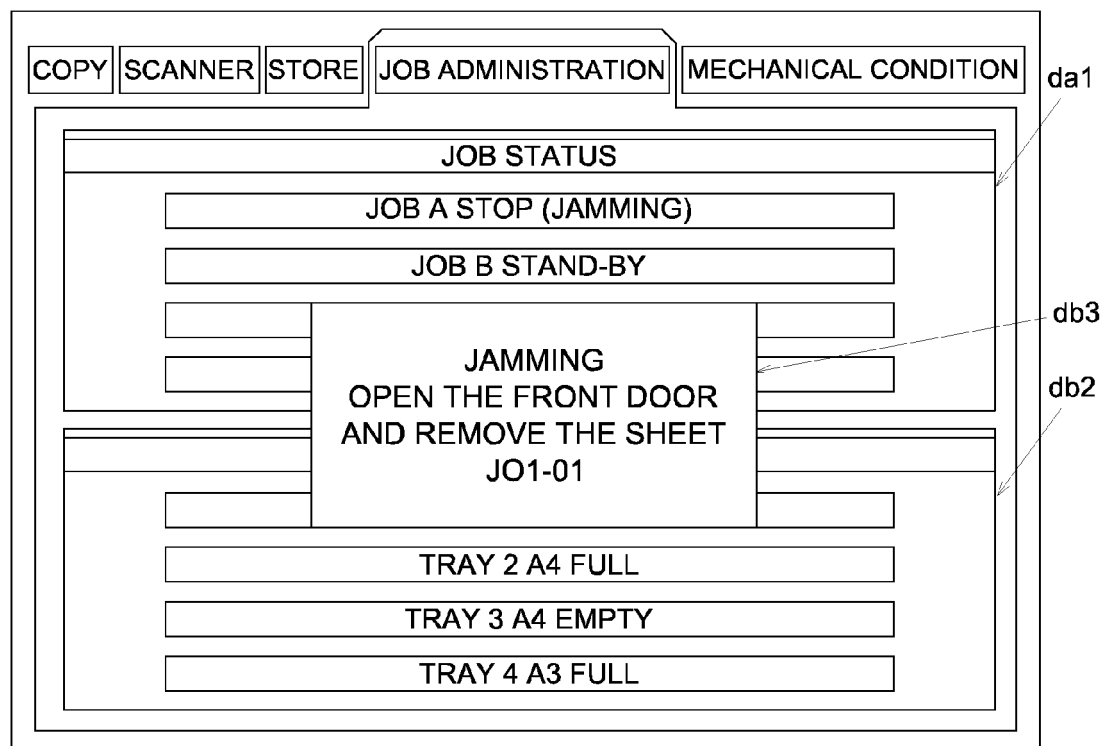 COPY SCANNER STORE JOB ADMINISTRATION MECHANICAL CONDITION
da1
JOB STATUS
JOB A STOP (JAMMING)
JOB B STAND-BY
db3
JAMMING
OPEN THE FRONT DOOR
AND REMOVE THE SHEET
JO1-01
db2
TRAY 2 A4 FULL
TRAY 3 A4 EMPTY
TRAY 4 A3 FULL